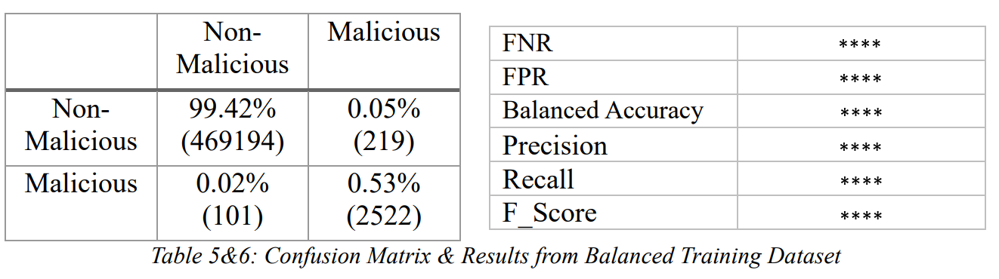 Non-
Malicious
Malicious
Non-
Malicious
99.42%
(469194)
0.05%
(219)
Malicious
0.02%
(101)
0.53%
(2522)
FNR ****
FPR ****
Balanced Accuracy ****
Precision ****
Recall ****
F_Score ****
Table 5&6: Confusion Matrix & Results from Balanced Training Dataset